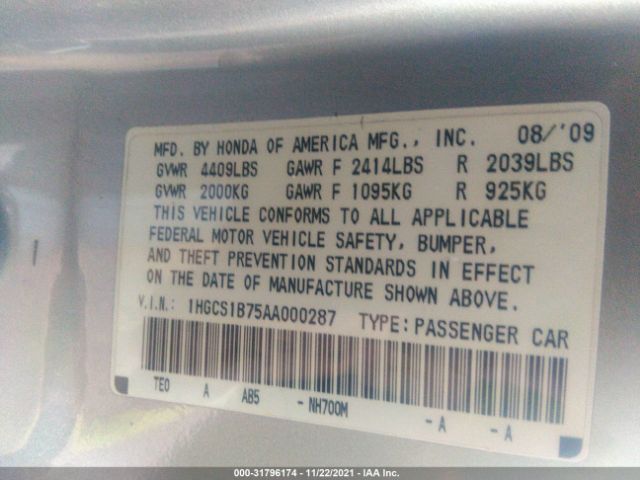 MFD. BY HONDA OF AMERICA MFG., INC. 08/'09
GVWR 4409LBS GAWR F 2414LBS R 2039LBS
GVWR 2000KG GAWR F 1095KG R 925KG
THIS VEHICLE CONFORMS TO ALL APPLICABLE
FEDERAL MOTOR VEHICLE SAFETY, BUMPER,
AND THEFT PREVENTION STANDARDS IN EFFECT
ON THE DATE OF MANUFACTURE SHOWN ABOVE.
V.I.N.: 1HGCS1B75AA000287 TYPE: PASSENGER CAR
TE0 A AB5 - NH700M - A - A
000-31796174 - 11/22/2021 - IAA Inc.